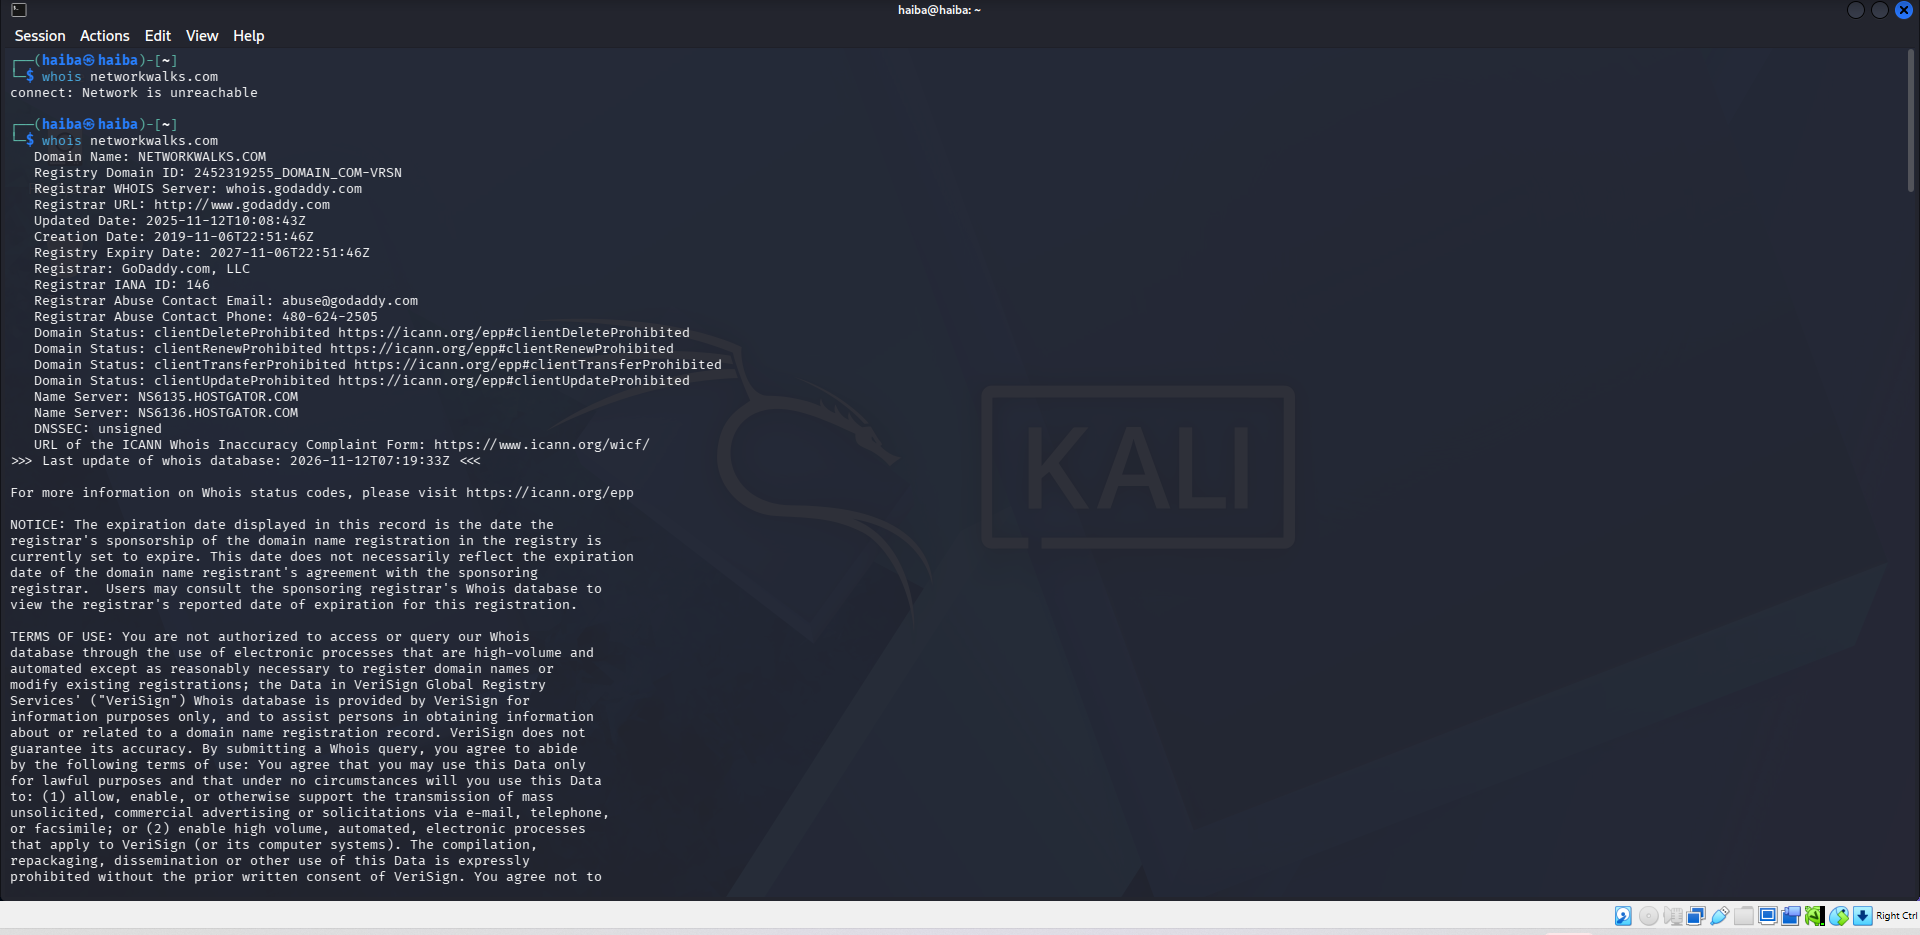 haiba@haiba: ~
Session Actions Edit View Help
┌──(haiba㉿haiba)-[~]
└─$ whois networkwalks.com
connect: Network is unreachable
┌──(haiba㉿haiba)-[~]
└─$ whois networkwalks.com
Domain Name: NETWORKWALKS.COM
Registry Domain ID: 2452319255_DOMAIN_COM-VRSN
Registrar WHOIS Server: whois.godaddy.com
Registrar URL: http://www.godaddy.com
Updated Date: 2025-11-12T10:08:43Z
Creation Date: 2019-11-06T22:51:46Z
Registry Expiry Date: 2027-11-06T22:51:46Z
Registrar: GoDaddy.com, LLC
Registrar IANA ID: 146
Registrar Abuse Contact Email: abuse@godaddy.com
Registrar Abuse Contact Phone: 480-624-2505
Domain Status: clientDeleteProhibited https://icann.org/epp#clientDeleteProhibited
Domain Status: clientRenewProhibited https://icann.org/epp#clientRenewProhibited
Domain Status: clientTransferProhibited https://icann.org/epp#clientTransferProhibited
Domain Status: clientUpdateProhibited https://icann.org/epp#clientUpdateProhibited
Name Server: NS6135.HOSTGATOR.COM
Name Server: NS6136.HOSTGATOR.COM
DNSSEC: unsigned
URL of the ICANN Whois Inaccuracy Complaint Form: https://www.icann.org/wicf/
>>> Last update of whois database: 2026-11-12T07:19:33Z <<<
For more information on Whois status codes, please visit https://icann.org/epp
NOTICE: The expiration date displayed in this record is the date the
registrar's sponsorship of the domain name registration in the registry is
currently set to expire. This date does not necessarily reflect the expiration
date of the domain name registrant's agreement with the sponsoring
registrar.  Users may consult the sponsoring registrar's Whois database to
view the registrar's reported date of expiration for this registration.
TERMS OF USE: You are not authorized to access or query our Whois
database through the use of electronic processes that are high-volume and
automated except as reasonably necessary to register domain names or
modify existing registrations; the Data in VeriSign Global Registry
Services' ("VeriSign") Whois database is provided by VeriSign for
information purposes only, and to assist persons in obtaining information
about or related to a domain name registration record. VeriSign does not
guarantee its accuracy. By submitting a Whois query, you agree to abide
by the following terms of use: You agree that you may use this Data only
for lawful purposes and that under no circumstances will you use this Data
to: (1) allow, enable, or otherwise support the transmission of mass
unsolicited, commercial advertising or solicitations via e-mail, telephone,
or facsimile; or (2) enable high volume, automated, electronic processes
that apply to VeriSign (or its computer systems). The compilation,
repackaging, dissemination or other use of this Data is expressly
prohibited without the prior written consent of VeriSign. You agree not to
KALI
Right Ctrl